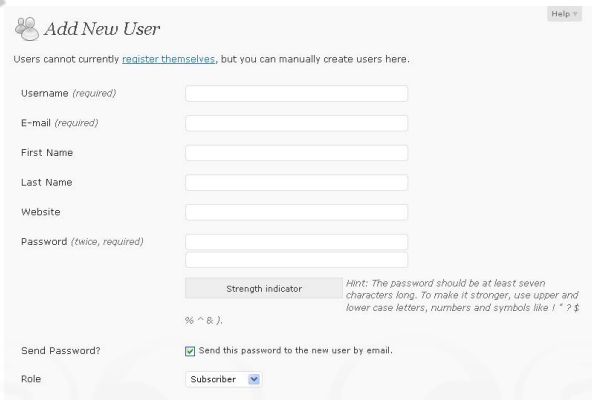 Help
Add New User
Users cannot currently register themselves, but you can manually create users here.
Username (required)
E-mail (required)
First Name
Last Name
Website
Password (twice, required)
Strength indicator
Hint: The password should be at least seven
characters long. To make it stronger, use upper and
lower case letters, numbers and symbols like ! " ? $
% ^ & ).
Send Password?
Send this password to the new user by email.
Role
Subscriber